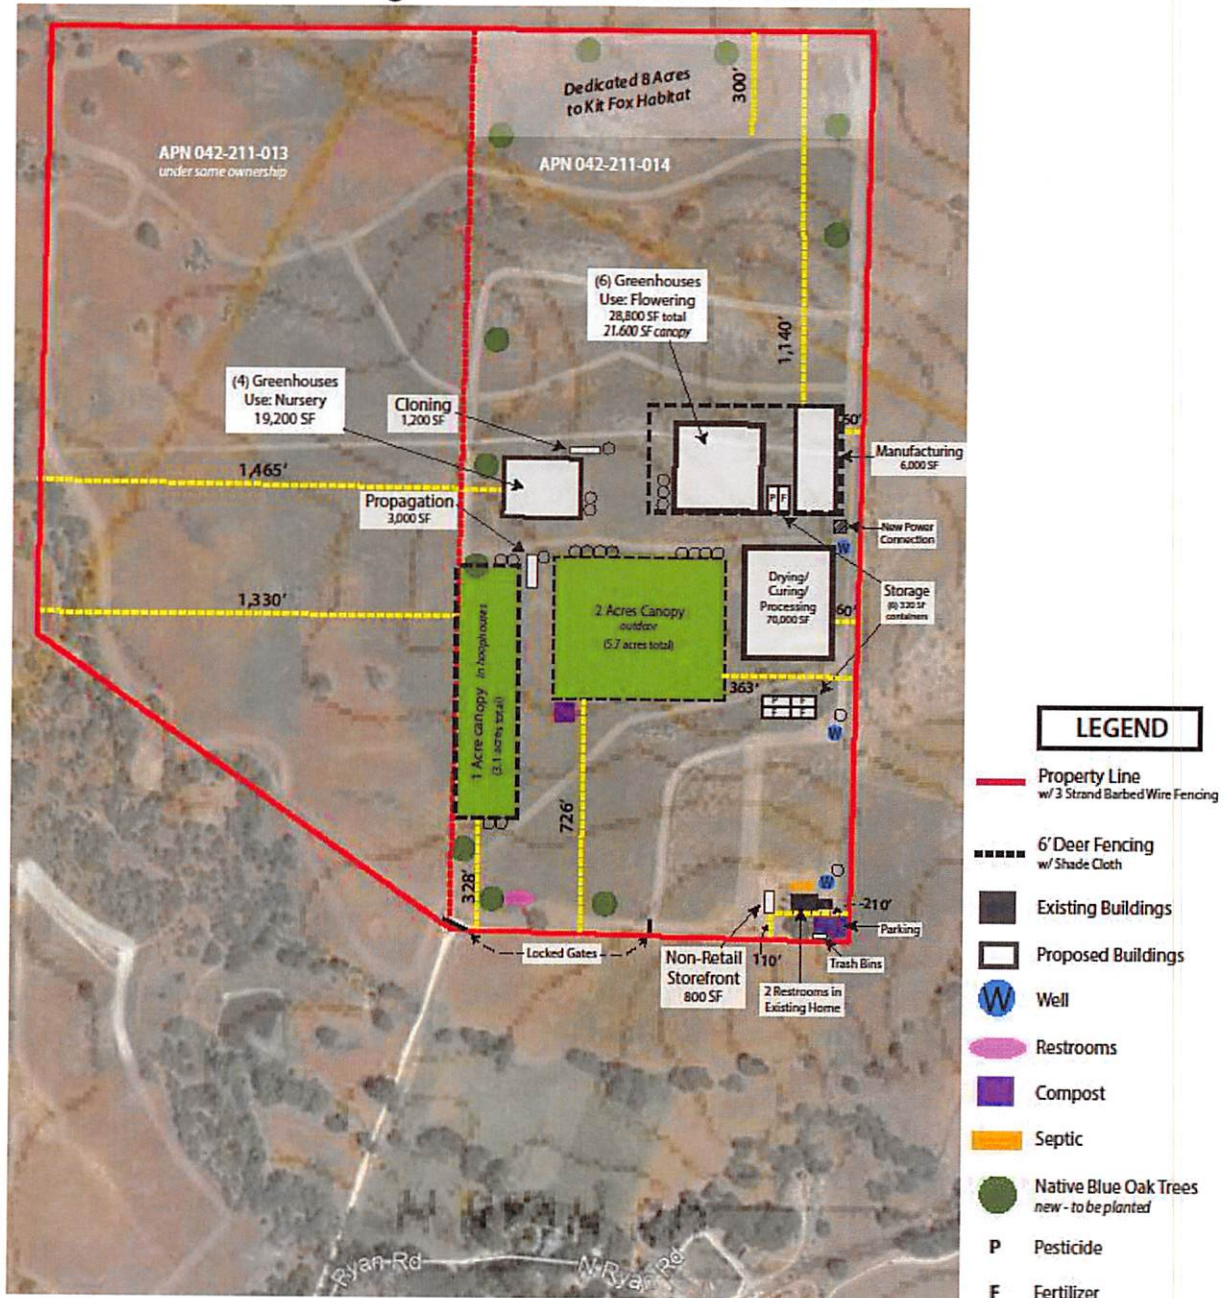 Dedicated 8 Acres
to Kit Fox Habitat
300'
APN 042-211-013
under same ownership
APN 042-211-014
(6) Greenhouses
Use: Flowering
28,800 SF total
21,600 SF canopy
1,140'
(4) Greenhouses
Use: Nursery
19,200 SF
Cloning
1,200 SF
50'
Manufacturing
6,000 SF
1,465'
Propagation
3,000 SF
P F
New Power
Connection
W
Drying/
Curing/
Processing
70,000 SF
Storage
(6) 320 SF
containers
1,330'
60'
2 Acres Canopy
outdoor
(5.7 acres total)
1 Acre canopy in hoophouses
(3.1 acres total)
363'
P F
F F
W
726'
328'
W
210'
Parking
Locked Gates
Non-Retail
Storefront
800 SF
110'
Trash Bins
2 Restrooms in
Existing Home
Ryan Rd
N Ryan Rd
LEGEND
Property Line
w/ 3 Strand Barbed Wire Fencing
6' Deer Fencing
w/ Shade Cloth
Existing Buildings
Proposed Buildings
W Well
Restrooms
Compost
Septic
Native Blue Oak Trees
new - to be planted
P Pesticide
F Fertilizer